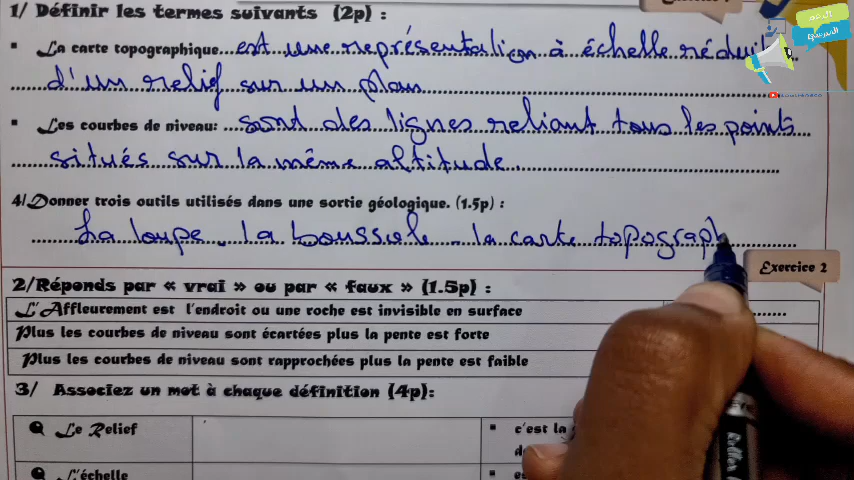 1/ Définir les termes suivants (2p) :
La carte topographique...est une représentation à échelle réduite
d'un relief sur un plan
Les courbes de niveau: sont des lignes reliant tous les points
situés sur la même altitude
4/Donner trois outils utilisés dans une sortie géologique. (1.5p) :
La loupe - la boussole - la carte topograph
Exercice 2
2/Réponds par « vrai » ou par « faux » (1.5p) :
L'Affleurement est l'endroit ou une roche est invisible en surface
Plus les courbes de niveau sont écartées plus la pente est forte
Plus les courbes de niveau sont rapprochées plus la pente est faible
3/ Associez un mot à chaque définition (4p):
Le Relief
c'est la
L'échelle